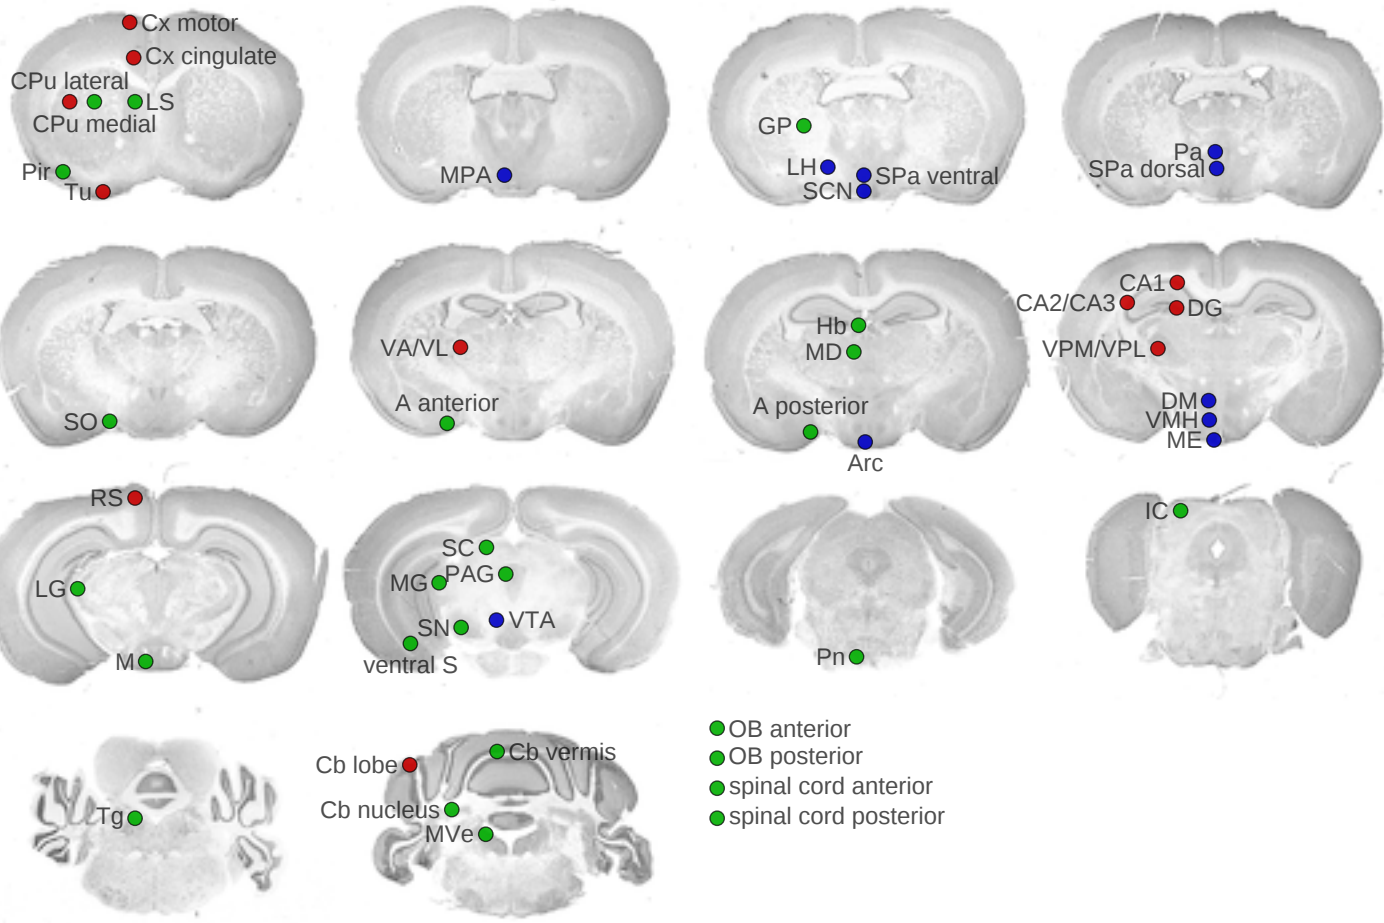 Cx motor
Cx cingulate
CPu lateral
LS
CPu medial
Pir
Tu
MPA
GP
LH
SPa ventral
SCN
Pa
SPa dorsal
SO
VA/VL
A anterior
Hb
MD
A posterior
Arc
CA1
CA2/CA3
DG
VPM/VPL
DM
VMH
ME
RS
LG
M
SC
MG
PAG
SN
VTA
ventral S
Pn
IC
Tg
Cb lobe
Cb vermis
Cb nucleus
MVe
OB anterior
OB posterior
spinal cord anterior
spinal cord posterior